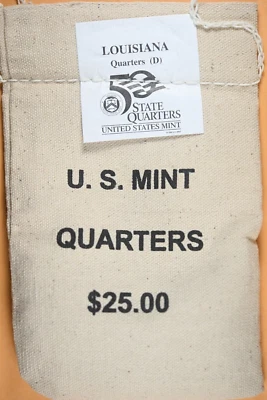 LOUISIANA
Quarters (D)
50
STATE
QUARTERS
UNITED STATES MINT
U. S. MINT
QUARTERS
$25.00